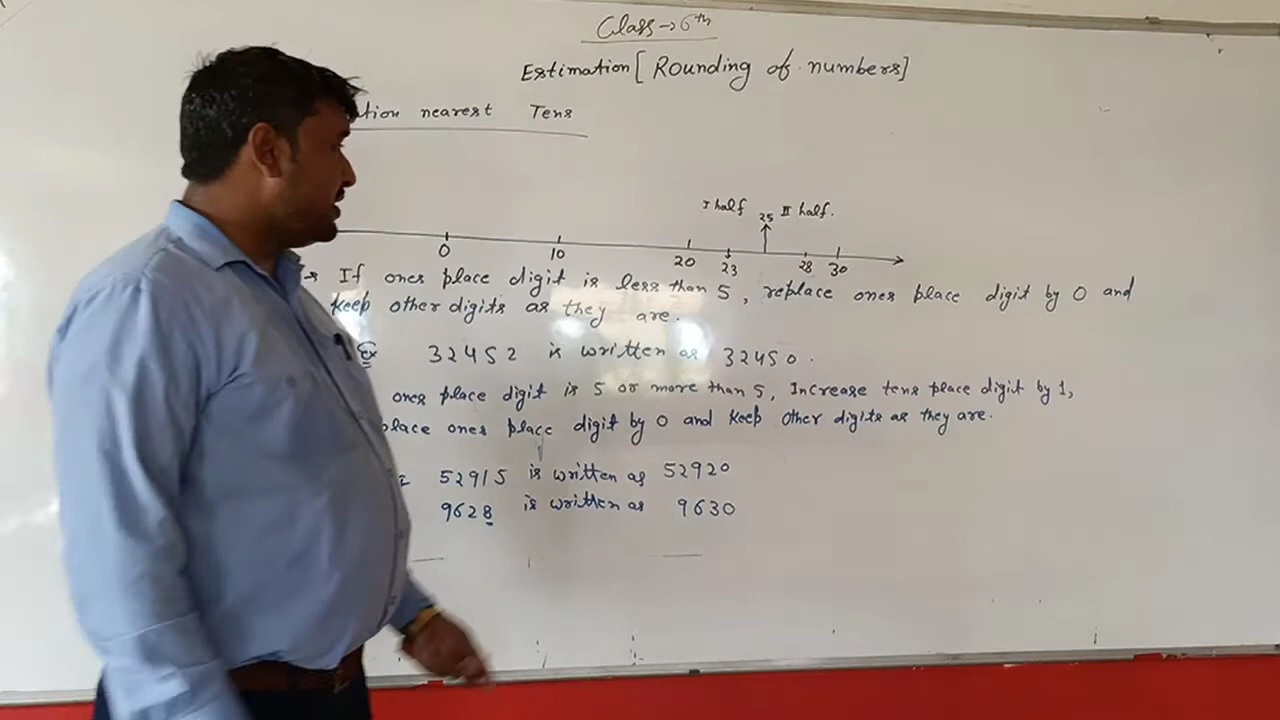 Class → 6th
Estimation [Rounding of numbers]
ation nearest Tens
I half 25 II half.
0 10 20 23 28 30
→ If ones place digit is less than 5, replace ones place digit by 0 and
keep other digits as they are.
Ex 32452 is written as 32450.
ones place digit is 5 or more than 5, Increase tens place digit by 1,
place ones place digit by 0 and keep other digits as they are.
52915 is written as 52920
9628 is written as 9630